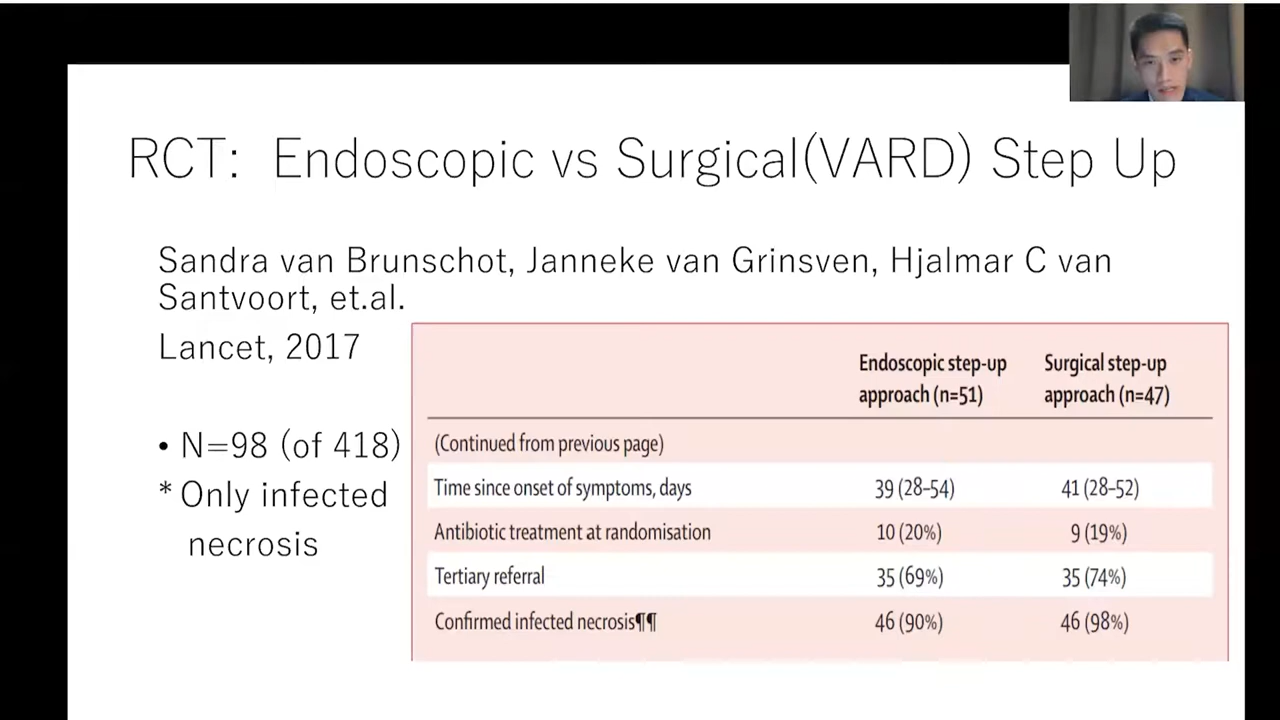 RCT: Endoscopic vs Surgical(VARD) Step Up
Sandra van Brunschot, Janneke van Grinsven, Hjalmar C van
Santvoort, et.al.
Lancet, 2017
• N=98 (of 418)
* Only infected
necrosis
Endoscopic step-up approach (n=51) Surgical step-up approach (n=47)
(Continued from previous page)
Time since onset of symptoms, days 39 (28–54) 41 (28–52)
Antibiotic treatment at randomisation 10 (20%) 9 (19%)
Tertiary referral 35 (69%) 35 (74%)
Confirmed infected necrosis¶¶ 46 (90%) 46 (98%)